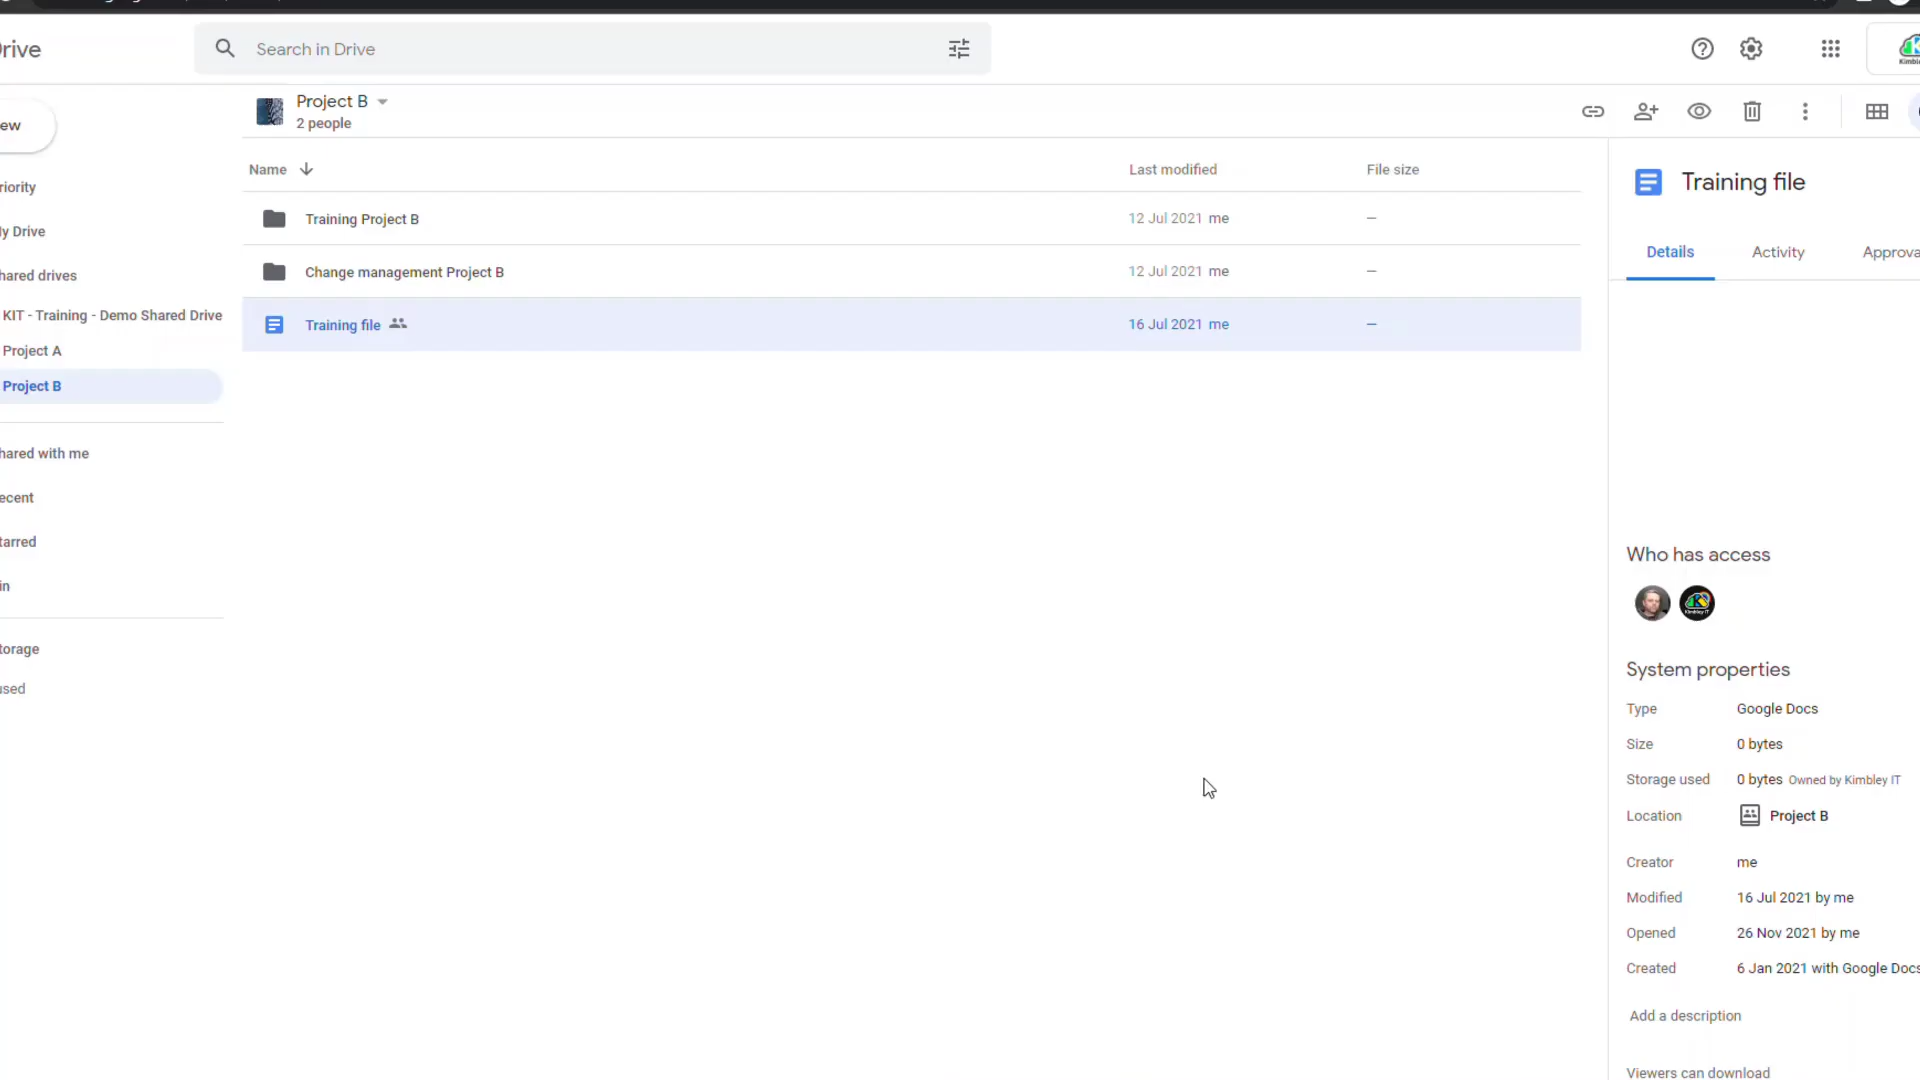 rive
Search in Drive
ew
Project B
2 people
Name
Last modified
File size
Training Project B
12 Jul 2021 me
–
Change management Project B
12 Jul 2021 me
–
Training file
16 Jul 2021 me
–
riority
y Drive
hared drives
KIT - Training - Demo Shared Drive
Project A
Project B
hared with me
ecent
tarred
in
torage
used
Training file
Details
Activity
Approva
Who has access
System properties
Type
Google Docs
Size
0 bytes
Storage used
0 bytes Owned by Kimbley IT
Location
Project B
Creator
me
Modified
16 Jul 2021 by me
Opened
26 Nov 2021 by me
Created
6 Jan 2021 with Google Docs
Add a description
Viewers can download